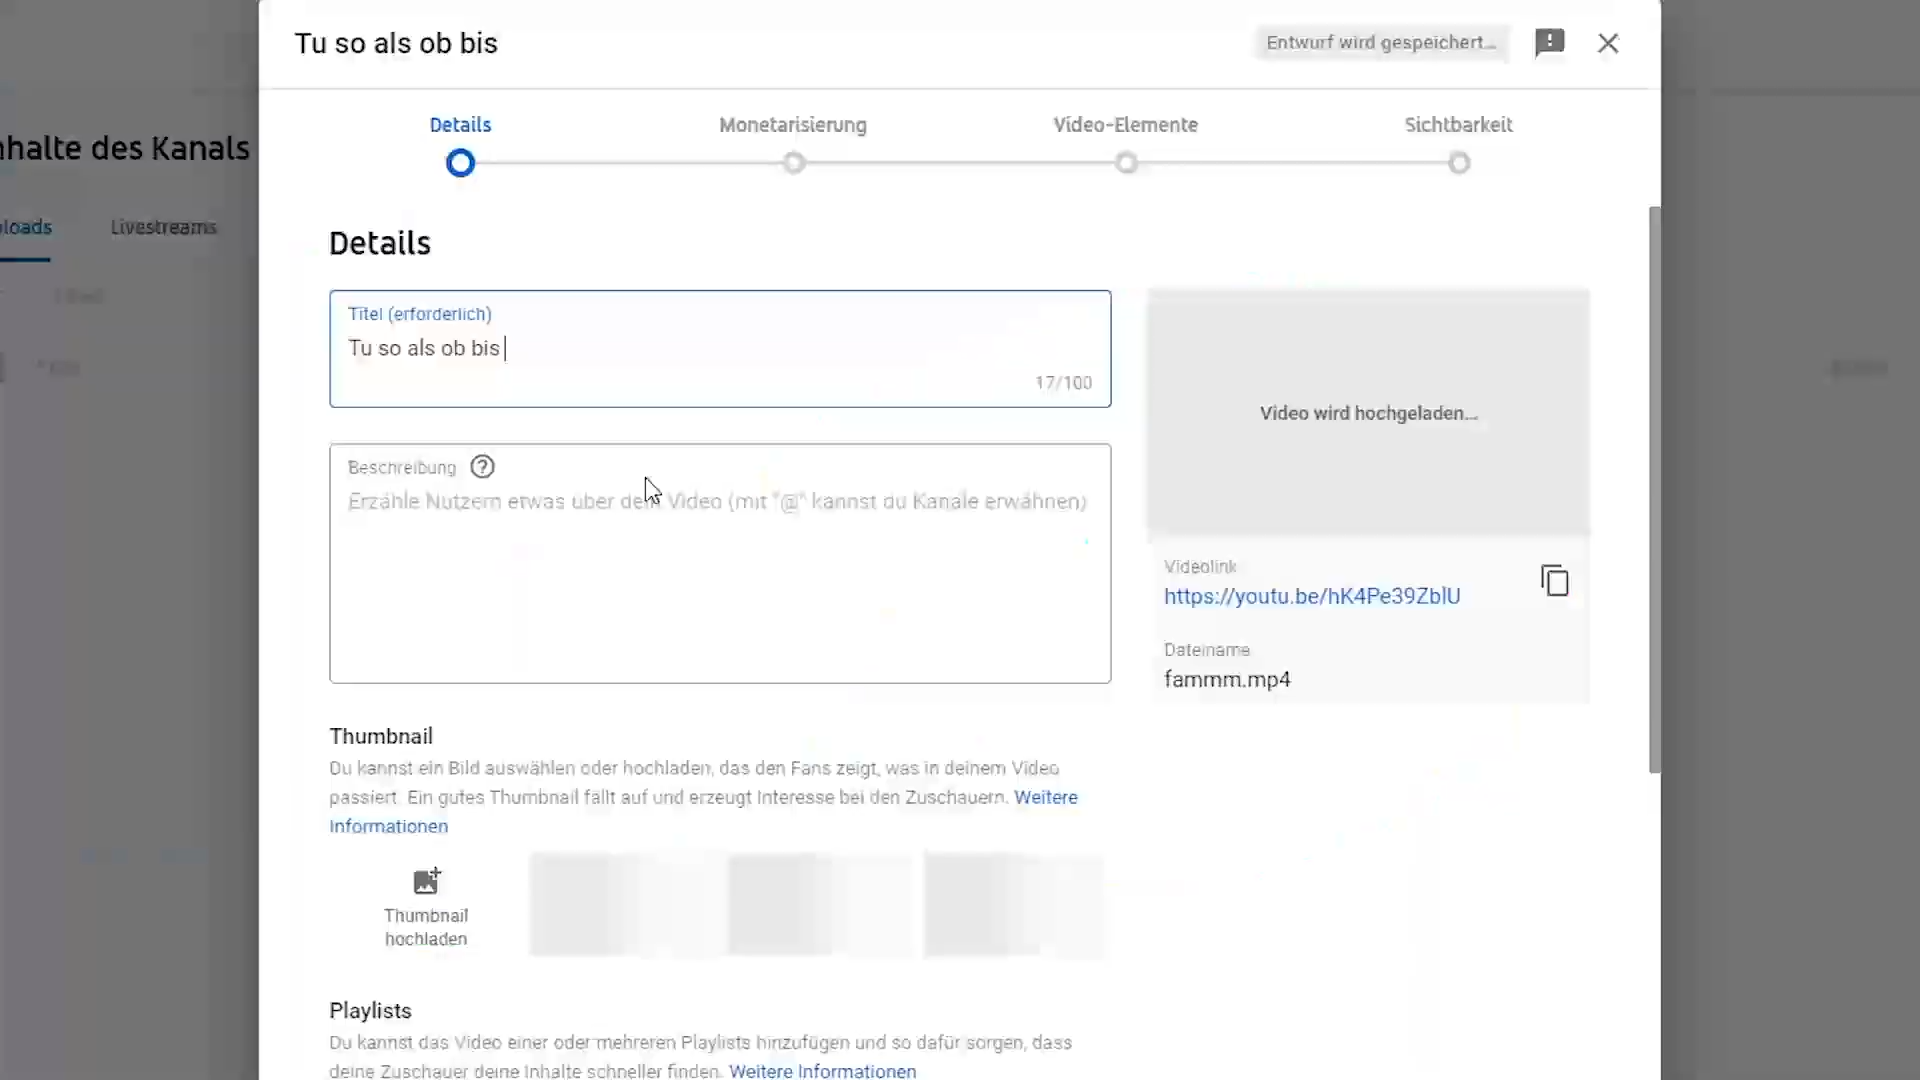 Tu so als ob bis
Entwurf wird gespeichert...
Details
Monetarisierung
Video-Elemente
Sichtbarkeit
nhalte des Kanals
loads
Livestreams
Details
Titel (erforderlich)
Tu so als ob bis
17/100
Video wird hochgeladen...
Beschreibung
Erzähle Nutzern etwas über dein Video (mit "@" kannst du Kanäle erwähnen)
Videolink
https://youtu.be/hK4Pe39ZblU
Dateiname
fammm.mp4
Thumbnail
Du kannst ein Bild auswählen oder hochladen, das den Fans zeigt, was in deinem Video
passiert. Ein gutes Thumbnail fällt auf und erzeugt Interesse bei den Zuschauern. Weitere
Informationen
Thumbnail
hochladen
Playlists
Du kannst das Video einer oder mehreren Playlists hinzufügen und so dafür sorgen, dass
deine Zuschauer deine Inhalte schneller finden. Weitere Informationen